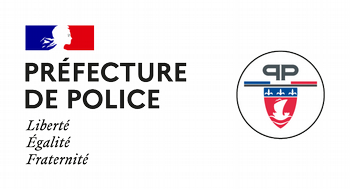 PRÉFECTURE
DE POLICE
Liberté
Égalité
Fraternité
PP